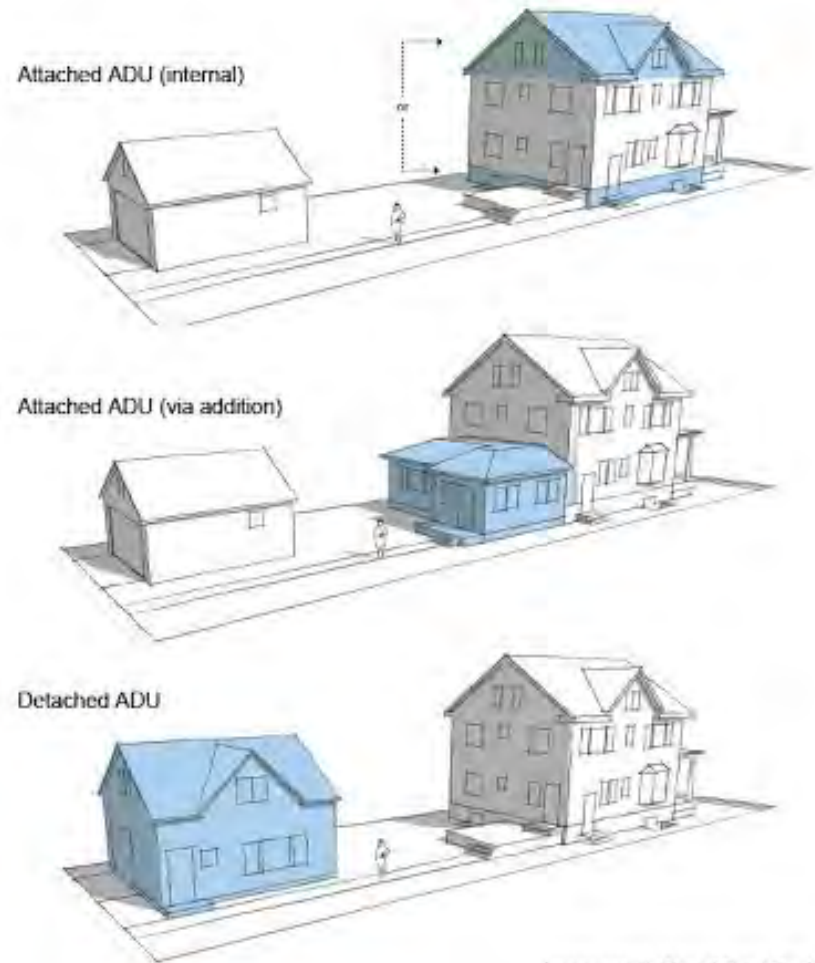 Attached ADU (internal)
or
Attached ADU (via addition)
Detached ADU